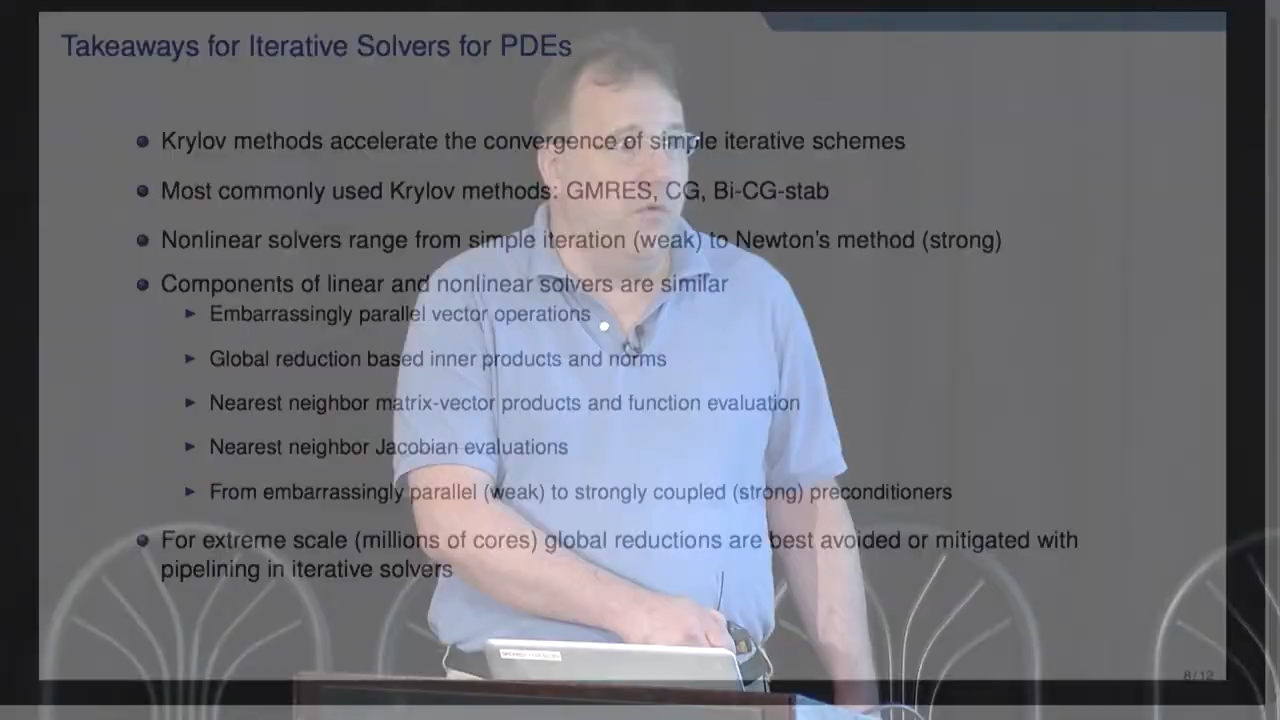 Takeaways for Iterative Solvers for PDEs
Krylov methods accelerate the convergence of simple iterative schemes
Most commonly used Krylov methods: GMRES, CG, Bi-CG-stab
Nonlinear solvers range from simple iteration (weak) to Newton's method (strong)
Components of linear and nonlinear solvers are similar
Embarrassingly parallel vector operations
Global reduction based inner products and norms
Nearest neighbor matrix-vector products and function evaluation
Nearest neighbor Jacobian evaluations
From embarrassingly parallel (weak) to strongly coupled (strong) preconditioners
For extreme scale (millions of cores) global reductions are best avoided or mitigated with
pipelining in iterative solvers
8/12